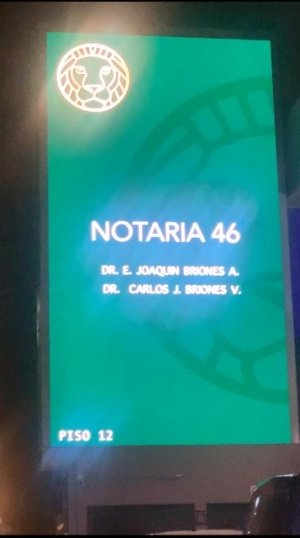 NOTARIA 46
DR. E. JOAQUIN BRIONES A.
DR. CARLOS J. BRIONES V.
PISO 12